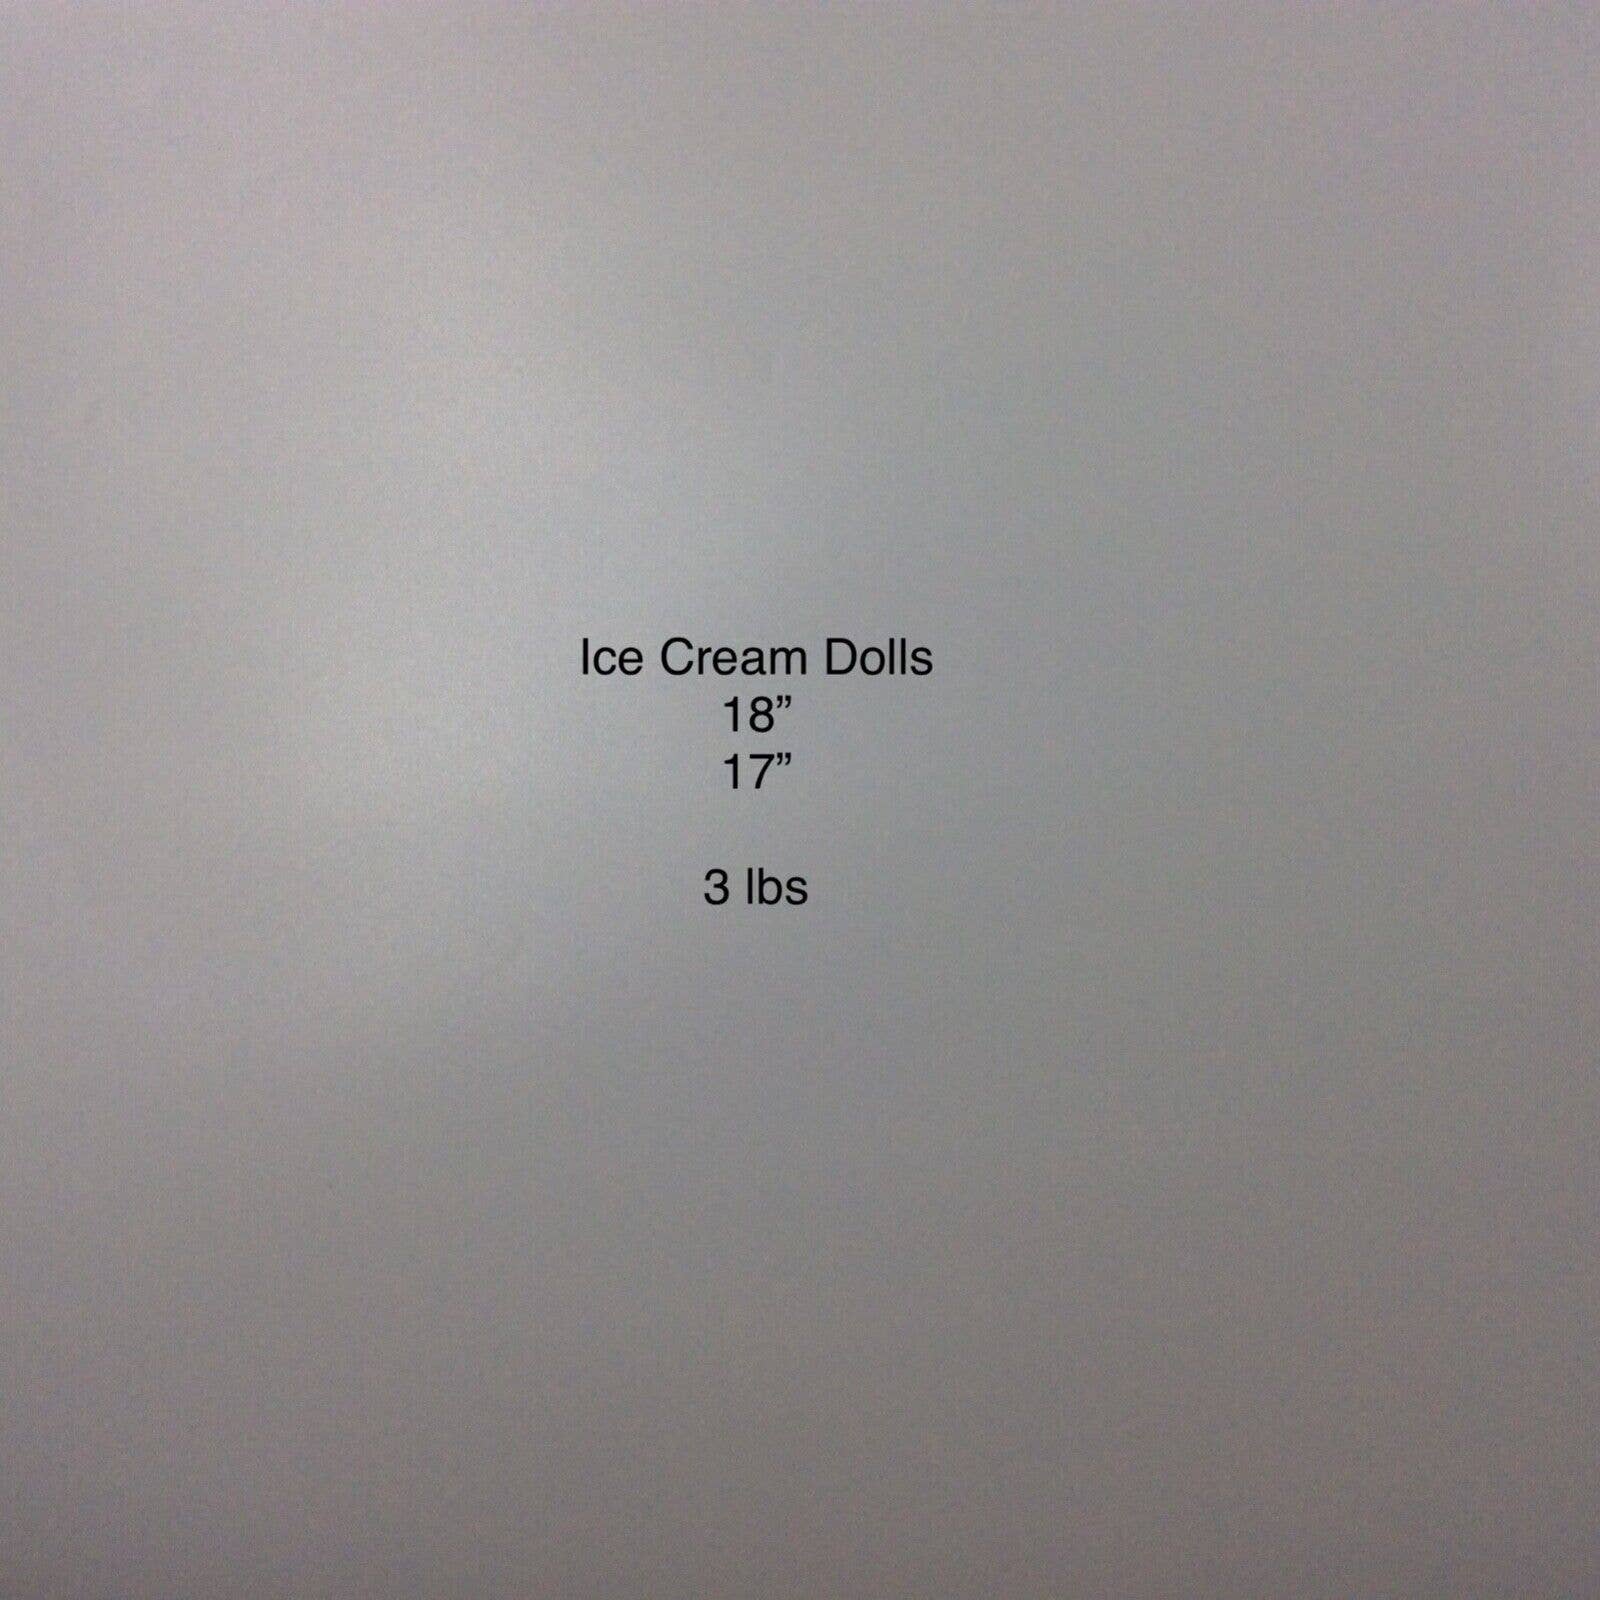 Ice Cream Dolls
18”
17”
3 lbs